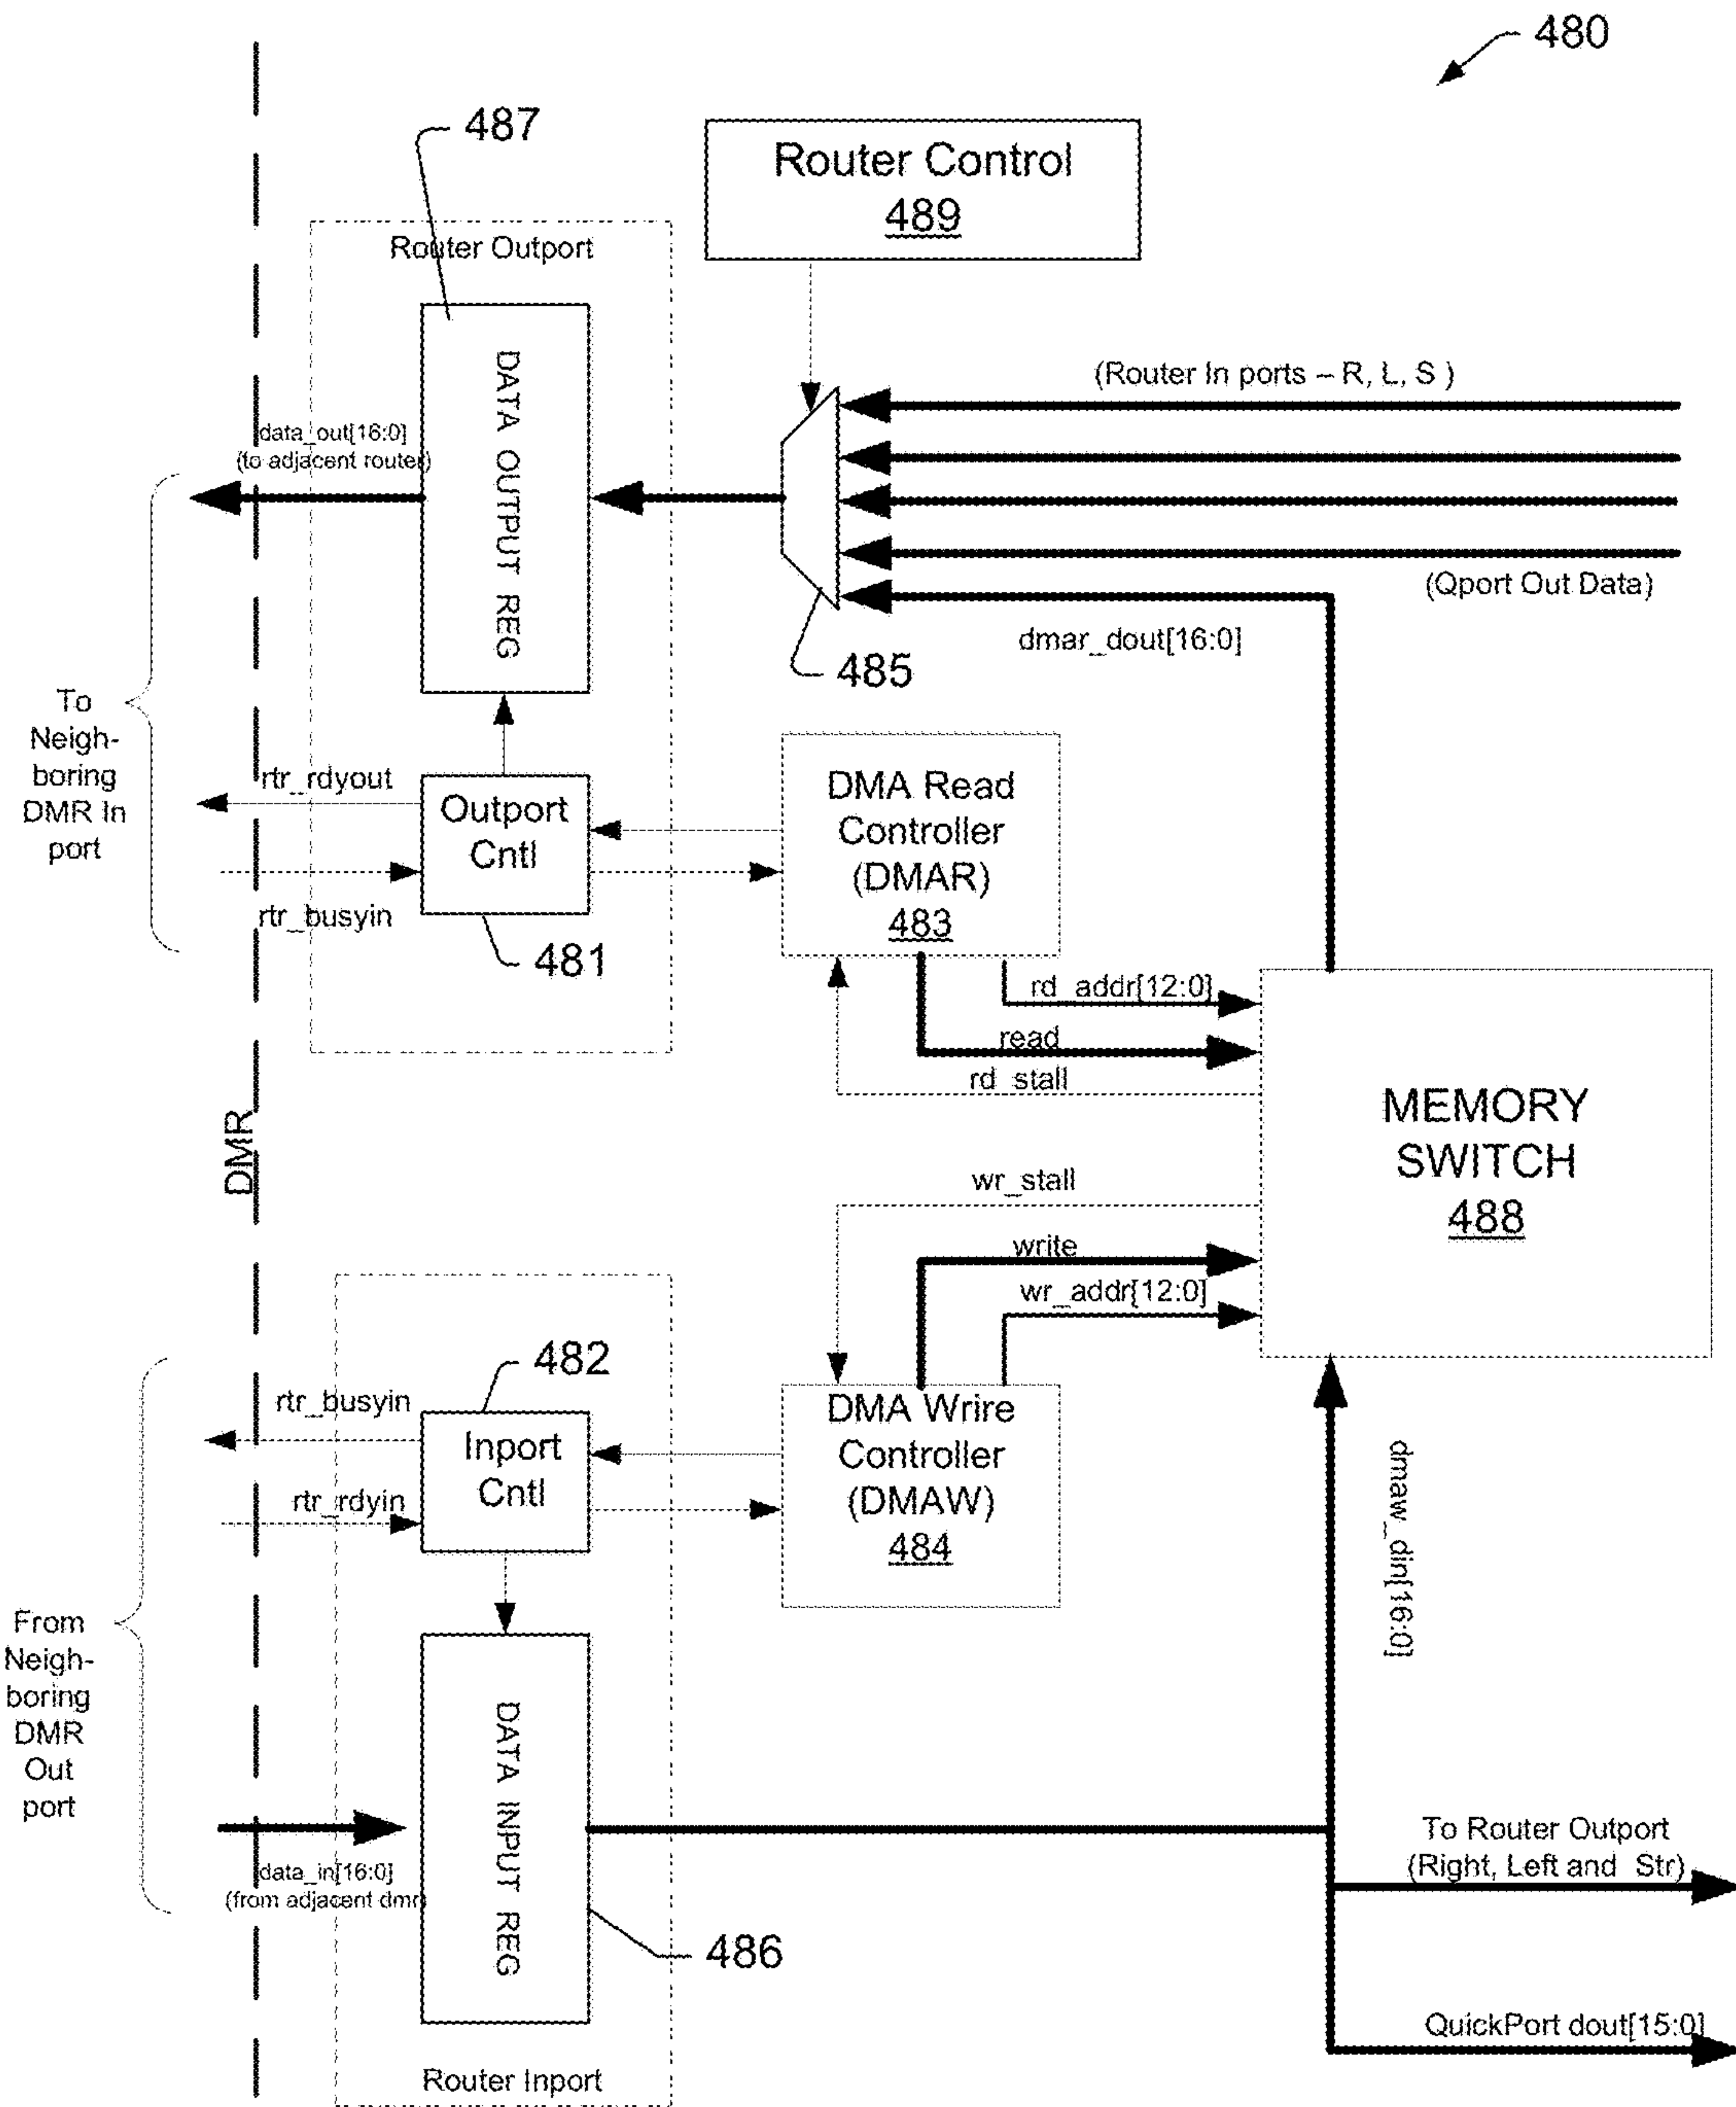 480
487
Router Control
489
Router Outport
DATA OUTPUT REG
(Router In ports – R, L, S )
data_out[16:0]
(to adjacent router)
(Qport Out Data)
dmar_dout[16:0]
485
To
Neigh-
boring
DMR In
port
rtr_rdyout
Outport
Cntl
rtr_busyin
481
DMA Read
Controller
(DMAR)
483
rd_addr[12:0]
read
rd_stall
MEMORY
SWITCH
488
DMR
wr_stall
write
wr_addr[12:0]
482
rtr_busyin
Inport
Cntl
rtr_rdyin
DMA Wrire
Controller
(DMAW)
484
dmaw_din[16:0]
From
Neigh-
boring
DMR
Out
port
DATA INPUT REG
data_in[16:0]
(from adjacent dmr)
486
To Router Outport
(Right, Left and Str)
QuickPort dout[15:0]
Router Inport